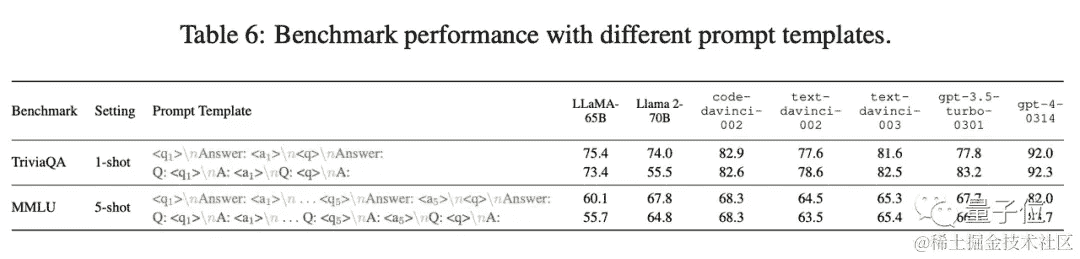 Table 6: Benchmark performance with different prompt templates.
Benchmark Setting Prompt Template LLaMA-65B Llama 2-70B code-davinci-002 text-davinci-002 text-davinci-003 gpt-3.5-turbo-0301 gpt-4-0314
TriviaQA 1-shot <q₁>\nAnswer: <a₁>\n<q>\nAnswer: 75.4 74.0 82.9 77.6 81.6 77.8 92.0
Q: <q₁>\nA: <a₁>\nQ: <q>\nA: 73.4 55.5 82.6 78.6 82.5 83.2 92.3
MMLU 5-shot <q₁>\nAnswer: <a₁>\n ... <q₅>\nAnswer: <a₅>\n<q>\nAnswer: 60.1 67.8 68.3 64.5 65.3 67.7 82.0
Q: <q₁>\nA: <a₁>\n ... Q: <q₅>\nA: <a₅>\nQ: <q>\nA: 55.7 64.8 68.3 63.5 65.4
量子位
@稀土掘金技术社区